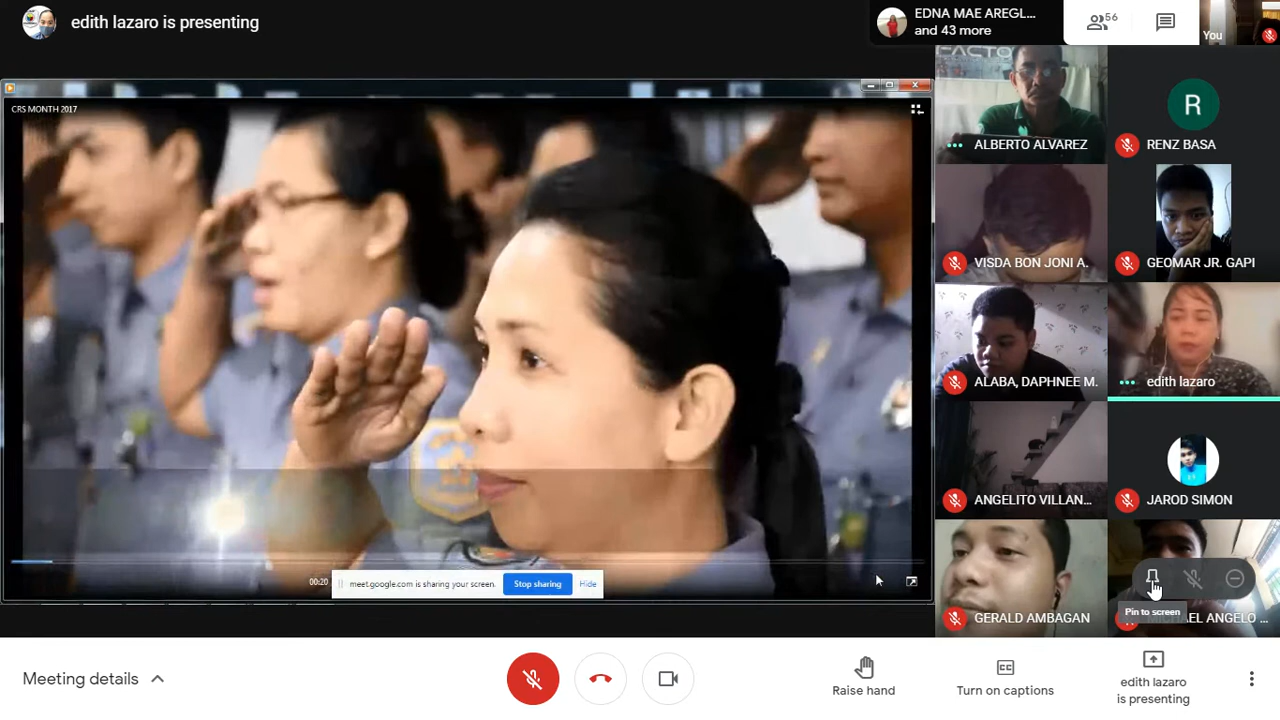 edith lazaro is presenting
EDNA MAE AREGL...
and 43 more
56
You
CRS MONTH 2017
FACTO
ALBERTO ALVAREZ
R
RENZ BASA
VISDA BON JONI A.
GEOMAR JR. GAPI
ALABA, DAPHNEE M.
edith lazaro
ANGELITO VILLAN...
JAROD SIMON
GERALD AMBAGAN
Pin to screen
ANGELO ...
00:20
meet.google.com is sharing your screen.
Stop sharing
Hide
Meeting details
Raise hand
Turn on captions
edith lazaro
is presenting